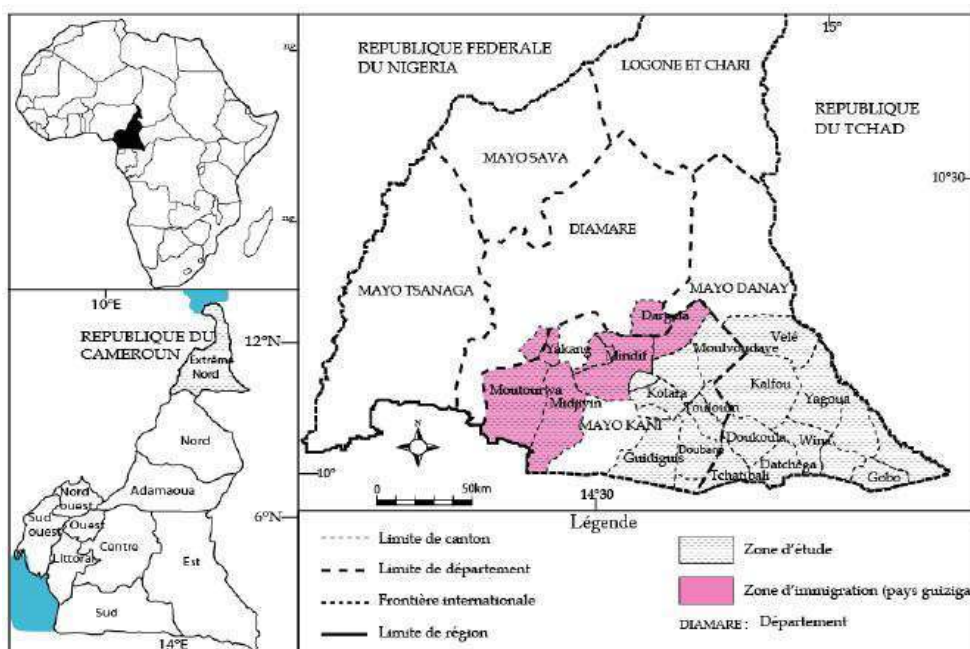 10°E
12°N
REPUBLIQUE DU
CAMEROUN
Extrême
Nord
Nord
Adamaoua
Nord
ouest
Sud
ouest
Ouest
Littoral
Centre
Est
Sud
6°N
14°E
15°
REPUBLIQUE FEDERALE
DU NIGERIA
LOGONE ET CHARI
REPUBLIQUE
DU TCHAD
MAYO SAVA
10°30
DIAMARE
MAYO TSANAGA
MAYO DANAY
Dargala
Velé
Yakang
Mindif
Moulvoudaye
Moutourwa
Midjivin
Kolara
Kalfou
Touloum
Yagoua
MAYO KANI
Doukoula
Wina
Guidiguis
Doubane
Datchéga
Tchatibali
Gobo
N
10°
0
50km
14°30
Légende
Limite de canton
Limite de département
Frontière internationale
Limite de région
Zone d'étude
Zone d'immigration (pays guiziga)
DIAMARE : Département